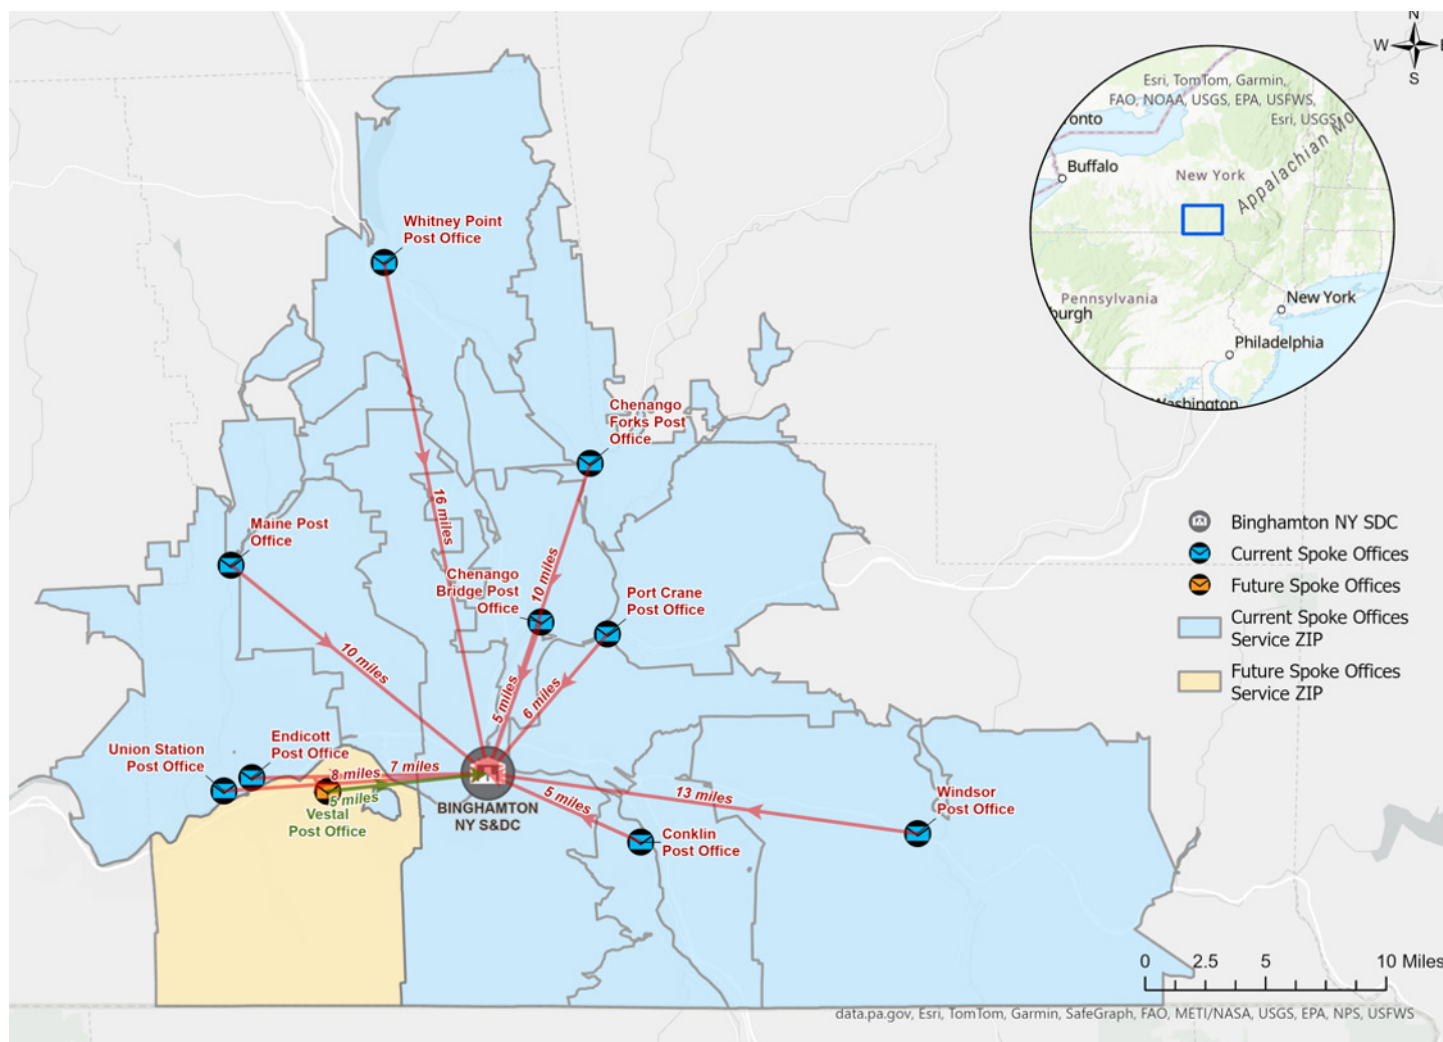 N
W
E
S
Esri, TomTom, Garmin,
FAO, NOAA, USGS, EPA, USFWS,
Esri, USGS
onto
Appalachian Mo
Buffalo
New York
Pennsylvania
burgh
New York
Philadelphia
Washington
Whitney Point
Post Office
Chenango
Forks Post
Office
16 miles
Maine Post
Office
10 miles
Chenango
Bridge Post
Office
Port Crane
Post Office
10 miles
5 miles
6 miles
Union Station
Post Office
Endicott
Post Office
7 miles
8 miles
5 miles
Vestal
Post Office
BINGHAMTON
NY S&DC
5 miles
13 miles
Conklin
Post Office
Windsor
Post Office
Binghamton NY SDC
Current Spoke Offices
Future Spoke Offices
Current Spoke Offices
Service ZIP
Future Spoke Offices
Service ZIP
0 2.5 5 10 Miles
data.pa.gov, Esri, TomTom, Garmin, SafeGraph, FAO, METI/NASA, USGS, EPA, NPS, USFWS